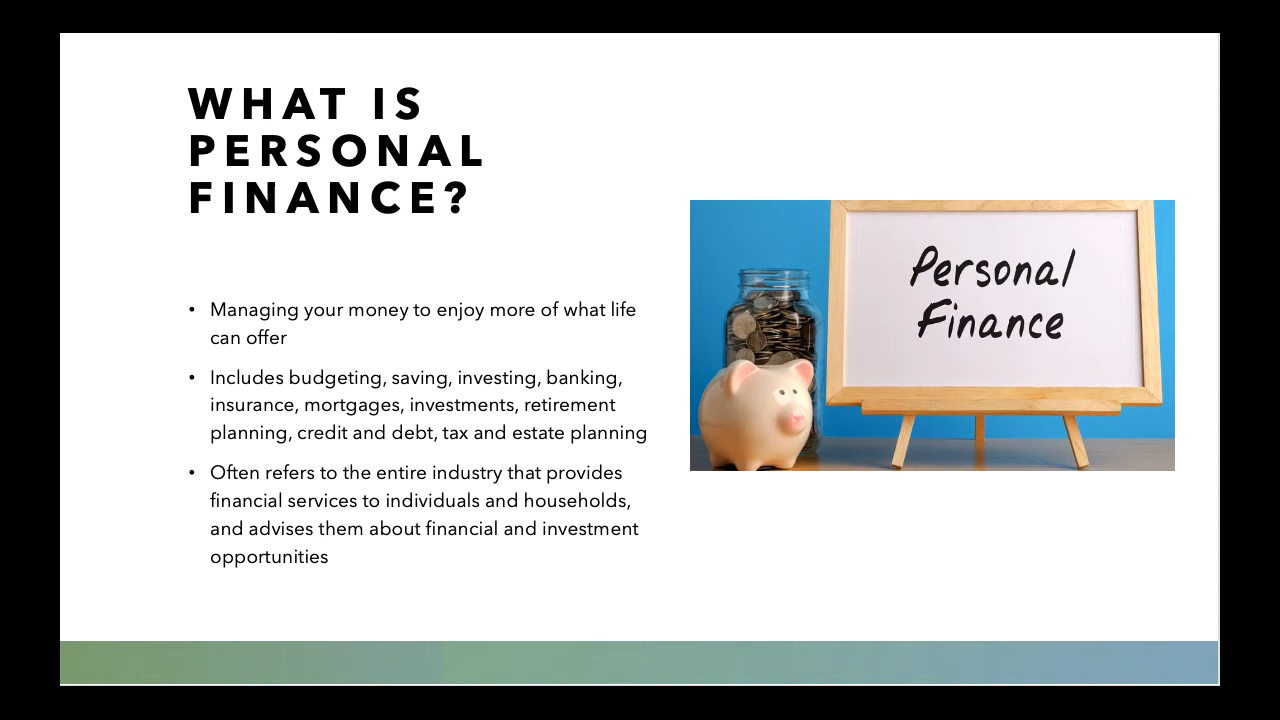 WHAT IS
PERSONAL
FINANCE?
• Managing your money to enjoy more of what life
can offer
• Includes budgeting, saving, investing, banking,
insurance, mortgages, investments, retirement
planning, credit and debt, tax and estate planning
• Often refers to the entire industry that provides
financial services to individuals and households,
and advises them about financial and investment
opportunities
Personal
Finance